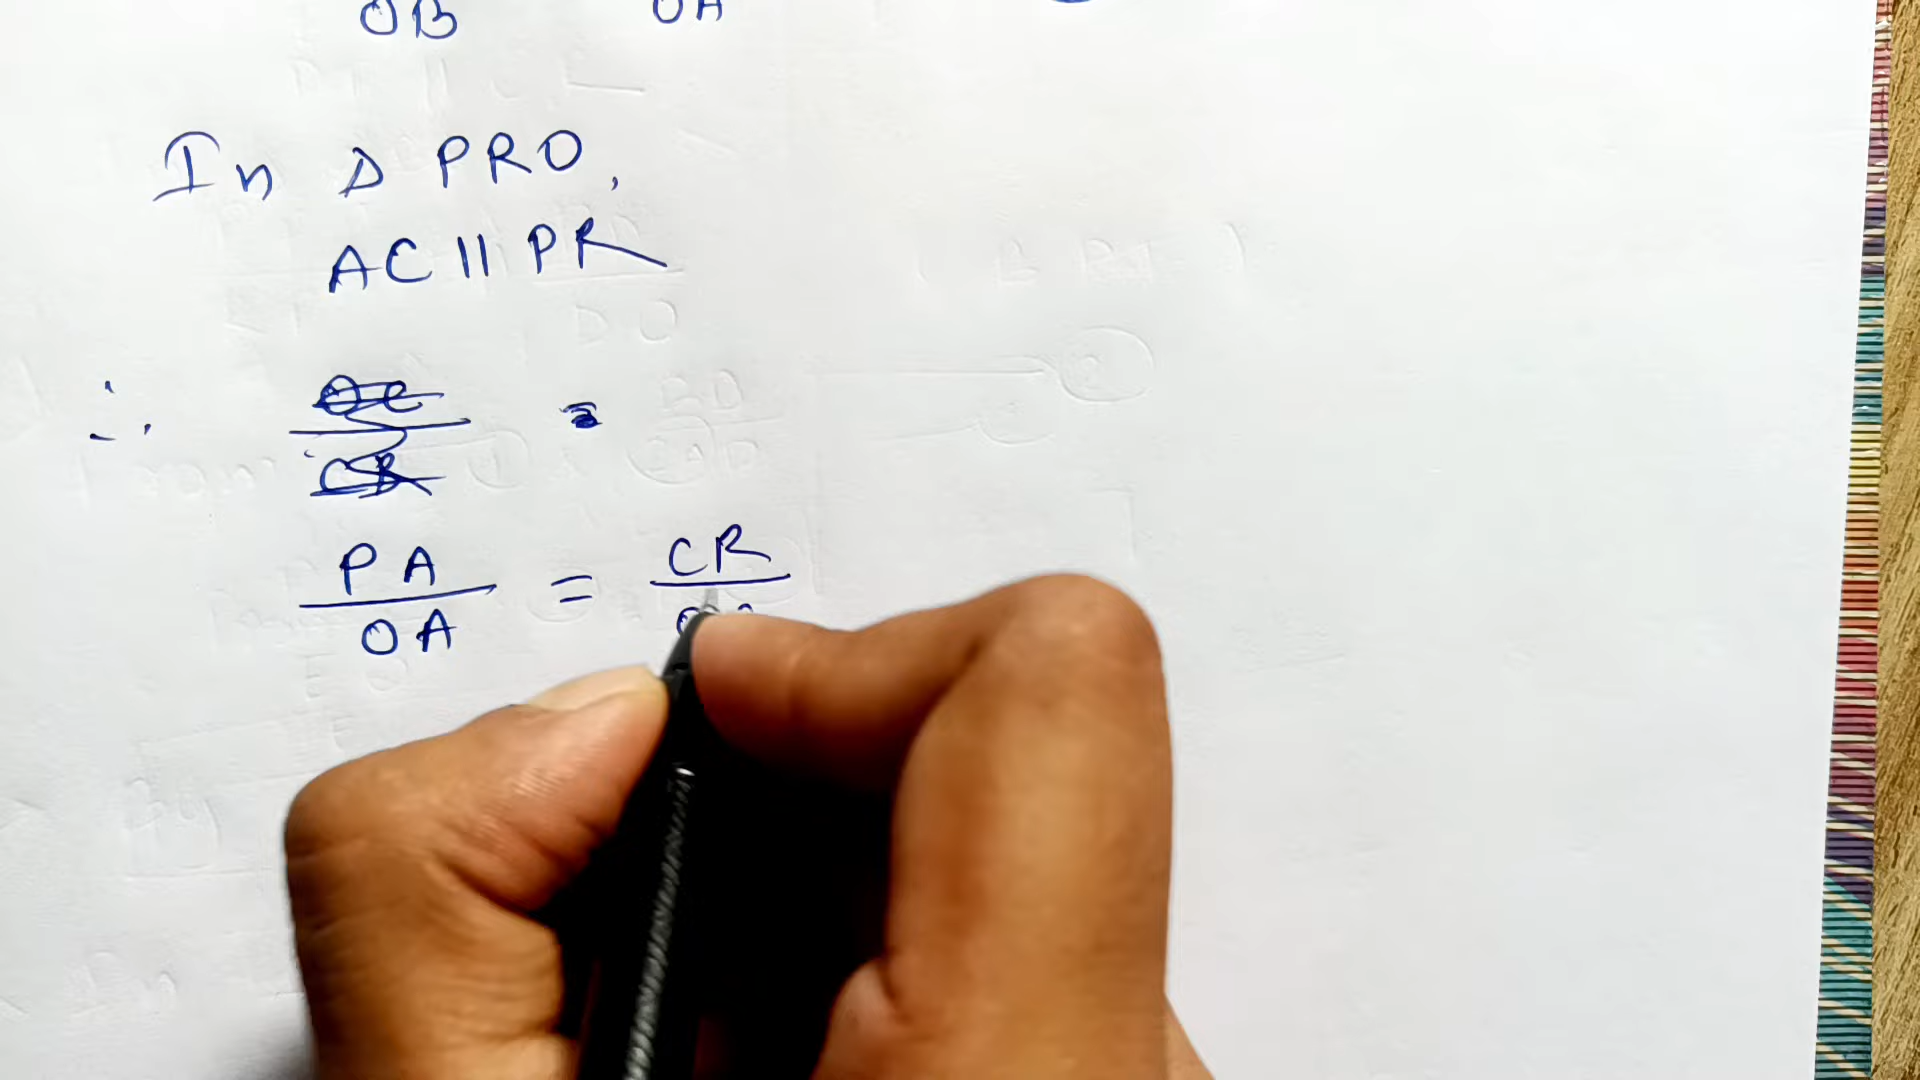 OB OA
In Δ PRO,
AC || PR
∴ =
PA = CR
OA